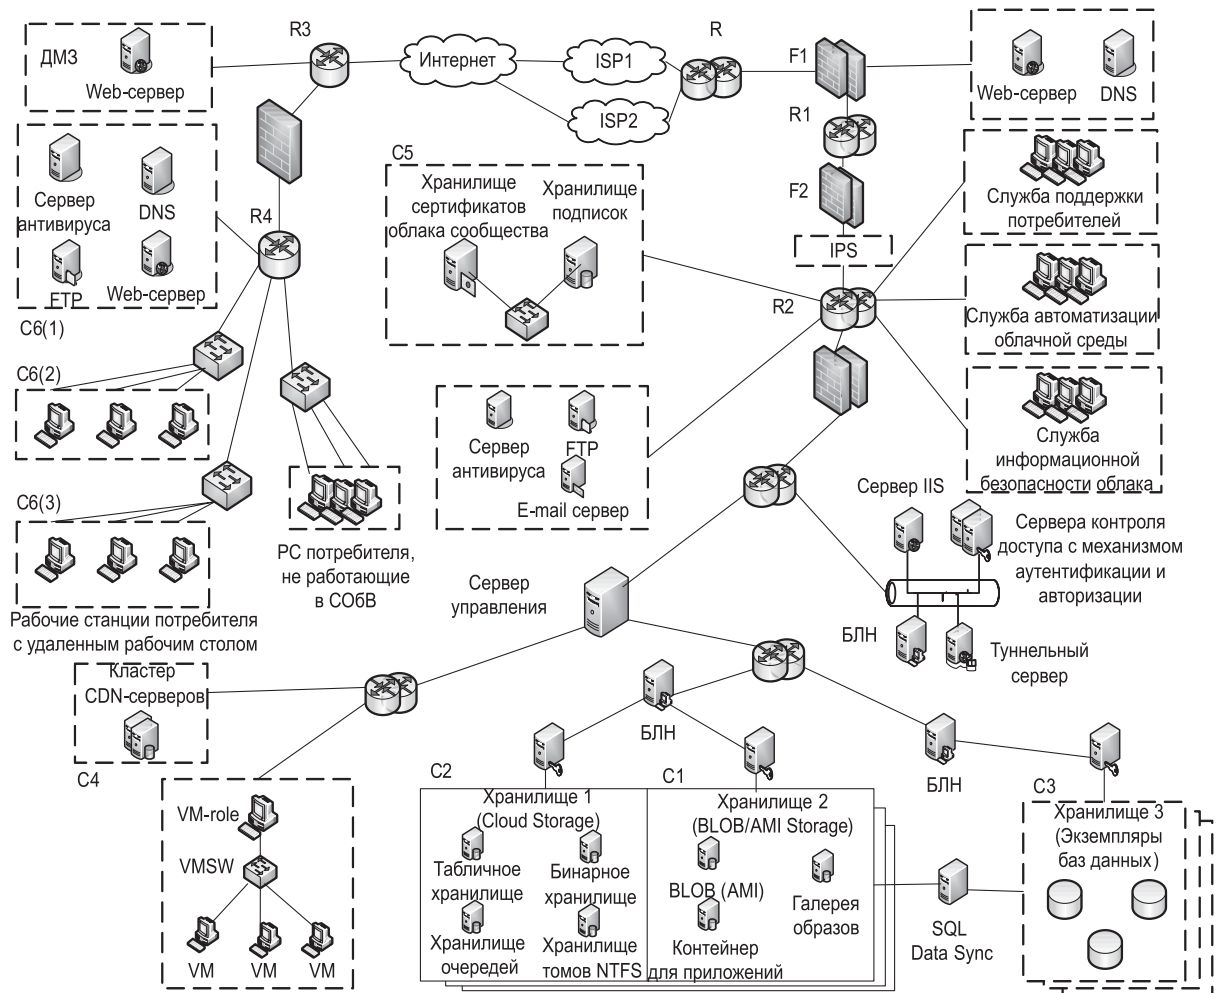 ДМЗ
Web-сервер
R3
Интернет
ISP1
ISP2
R
F1
Web-сервер
DNS
R1
F2
IPS
R2
Сервер
антивируса
DNS
FTP
Web-сервер
C6(1)
R4
C5
Хранилище
сертификатов
облака сообщества
Хранилище
подписок
Служба поддержки
потребителей
Служба автоматизации
облачной среды
Служба
информационной
безопасности облака
C6(2)
C6(3)
Рабочие станции потребителя
с удаленным рабочим столом
РС потребителя,
не работающие
в СОбВ
Сервер
антивируса
FTP
E-mail сервер
Сервер IIS
Сервера контроля
доступа с механизмом
аутентификации и
авторизации
БЛН
Туннельный
сервер
Сервер
управления
Кластер
CDN-серверов
C4
VM-role
VMSW
VM
VM
VM
БЛН
БЛН
C2
Хранилище 1
(Cloud Storage)
Табличное
хранилище
Бинарное
хранилище
Хранилище
очередей
Хранилище
томов NTFS
C1
Хранилище 2
(BLOB/AMI Storage)
BLOB (AMI)
Галерея
образов
Контейнер
для приложений
SQL
Data Sync
C3
Хранилище 3
(Экземпляры
баз данных)